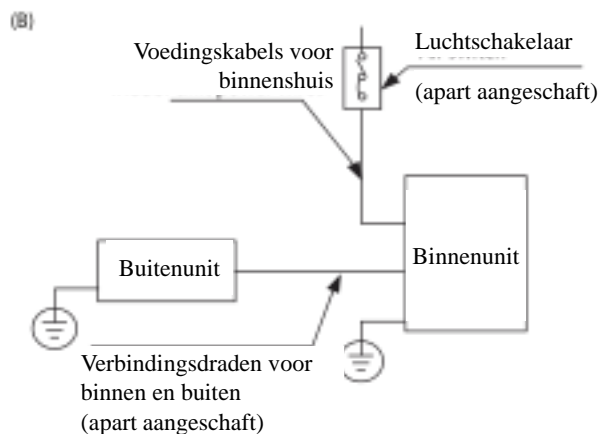 (B)
Voedingskabels voor
binnenshuis
Luchtschakelaar
(apart aangeschaft)
Buitenunit
Binnenunit
Verbindingsdraden voor
binnen en buiten
(apart aangeschaft)